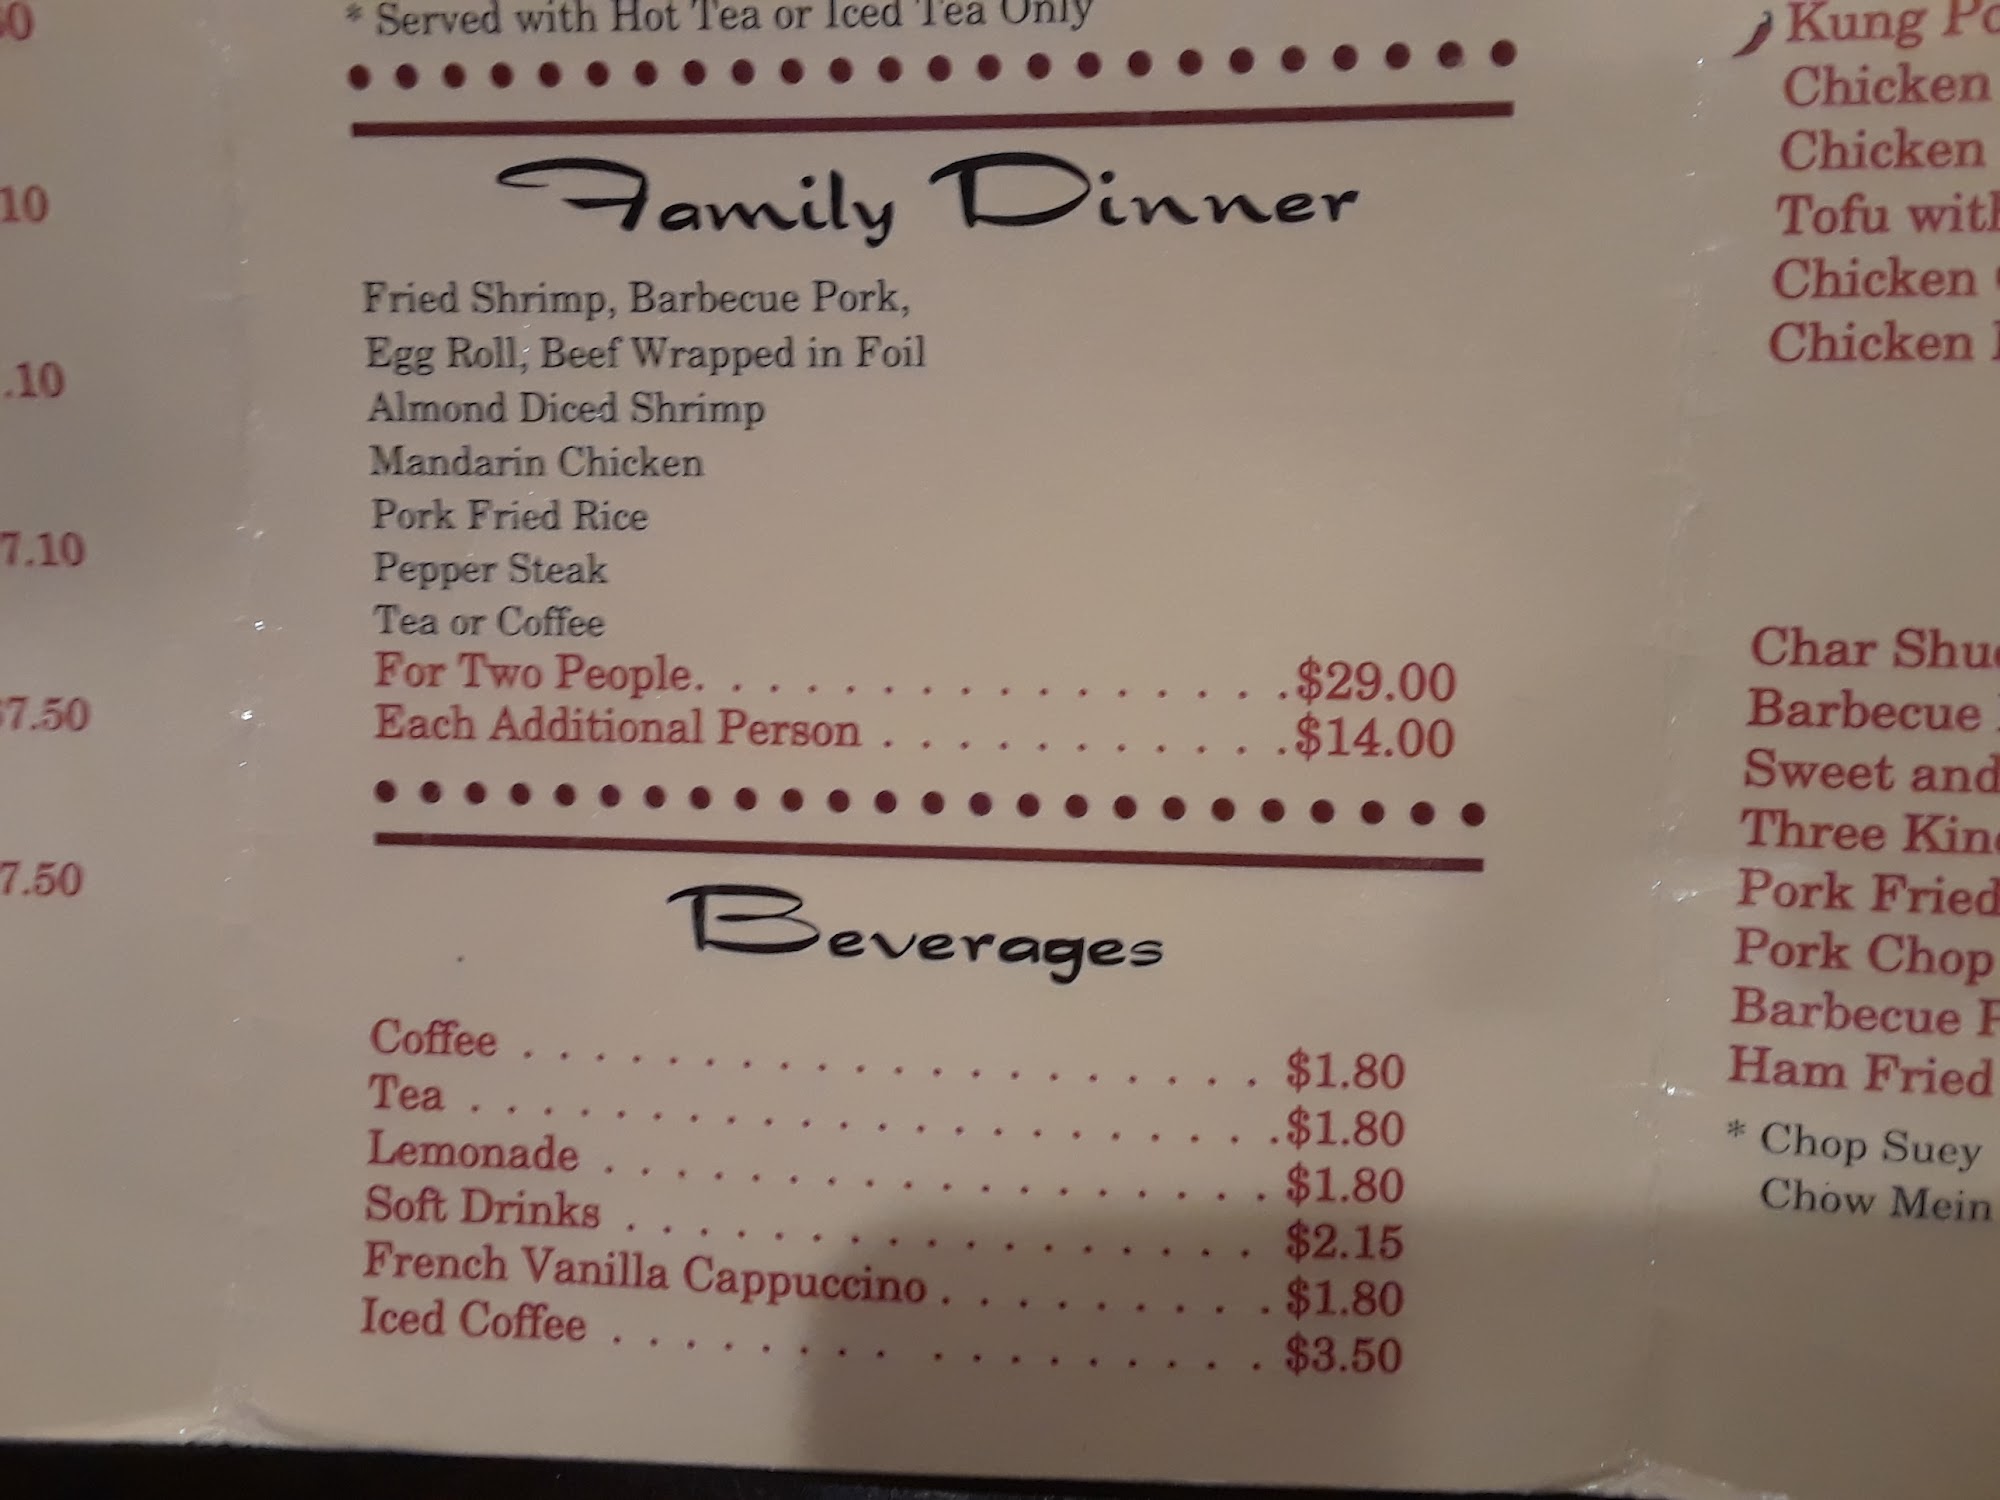 * Served with Hot Tea or Iced Tea Only
Family Dinner
Fried Shrimp, Barbecue Pork,
Egg Roll, Beef Wrapped in Foil
Almond Diced Shrimp
Mandarin Chicken
Pork Fried Rice
Pepper Steak
Tea or Coffee
For Two People. . . . . . . . . . . . . . . . .$29.00
Each Additional Person . . . . . . . . . . .$14.00
Beverages
Coffee . . . . . . . . . . . . . . . . . . . . . $1.80
Tea . . . . . . . . . . . . . . . . . . . . . . .$1.80
Lemonade . . . . . . . . . . . . . . . . . . .$1.80
Soft Drinks . . . . . . . . . . . . . . . . . . $2.15
French Vanilla Cappuccino . . . . . . . . . .$1.80
Iced Coffee . . . . . . . . . . . . . . . . . . $3.50
10
.10
7.10
7.50
7.50
Kung
Chicken
Chicken
Tofu with
Chicken
Chicken
Char
Barbecue
Sweet and
Three
Pork Fried
Pork Chop
Barbecue
Ham Fried
* Chop Suey
Chow Mein